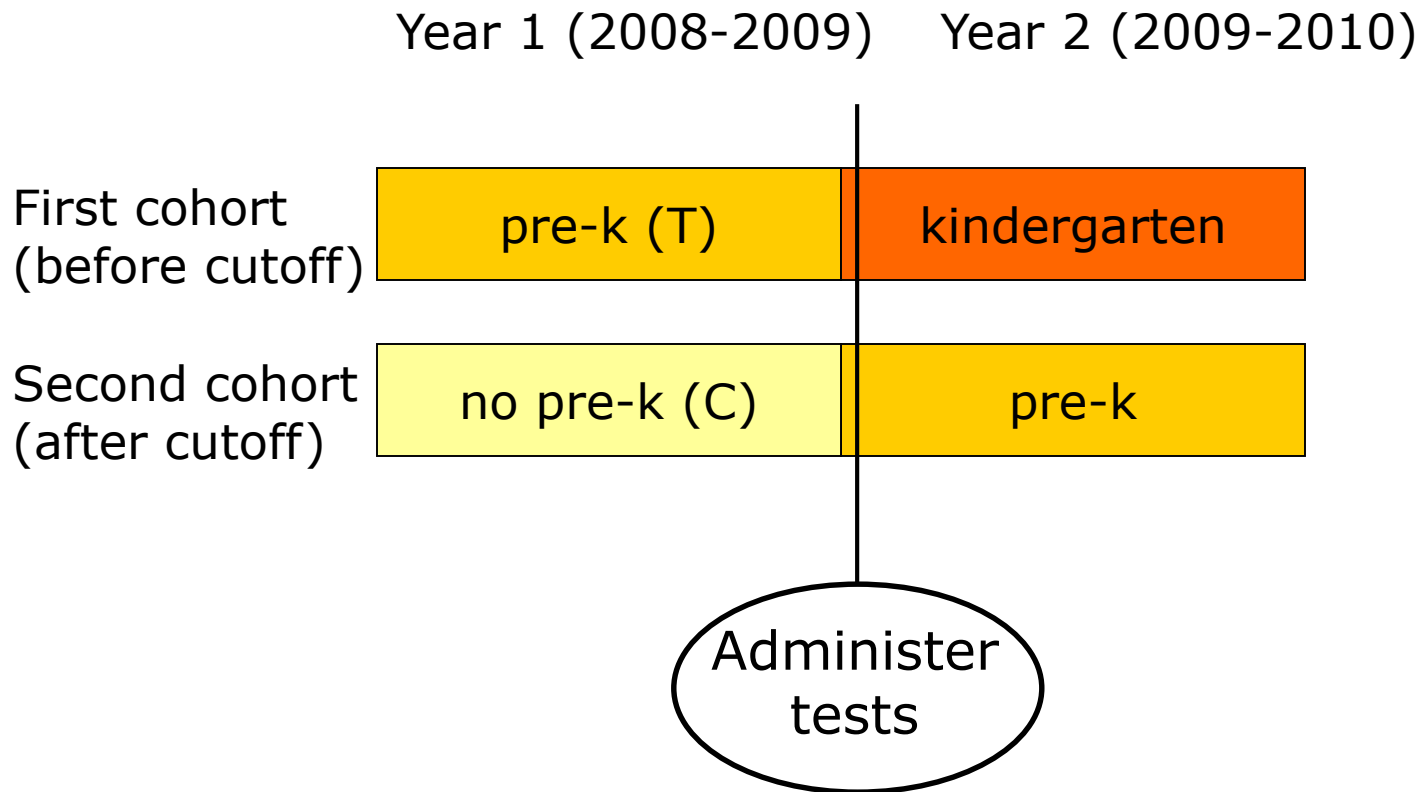 Year 1 (2008-2009) Year 2 (2009-2010)
First cohort
(before cutoff)
pre-k (T)
kindergarten
Second cohort
(after cutoff)
no pre-k (C)
pre-k
Administer
tests